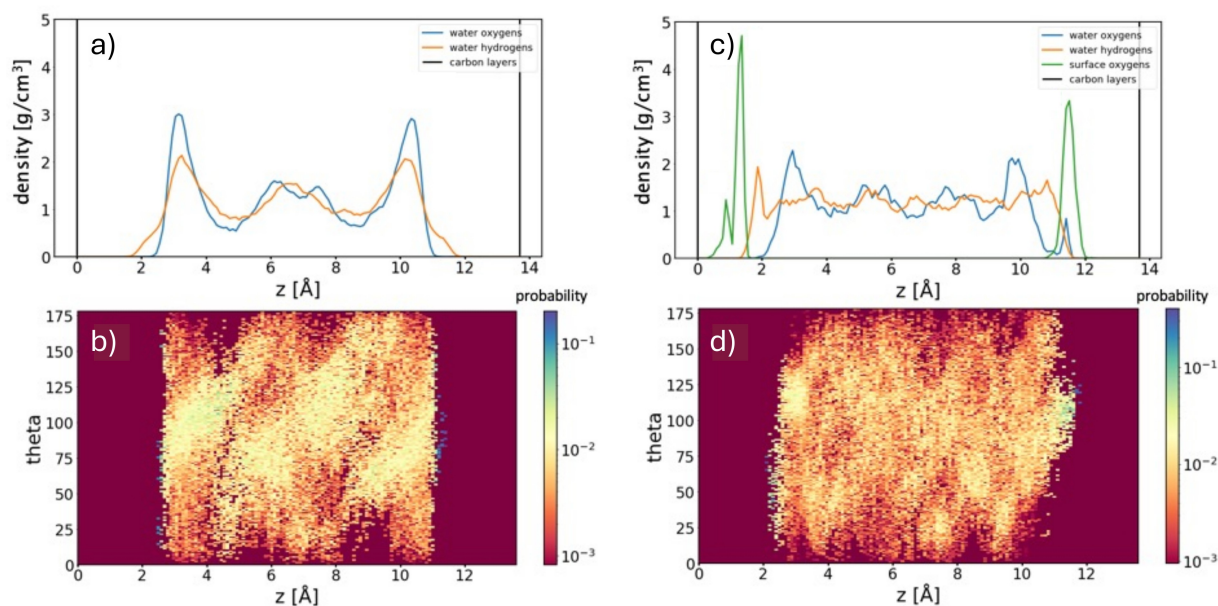 a)
water oxygens
water hydrogens
carbon layers
density [g/cm³]
5
4
3
2
1
0
0 2 4 6 8 10 12 14
z [Å]
c)
water oxygens
water hydrogens
surface oxygens
carbon layers
density [g/cm³]
5
4
3
2
1
0
0 2 4 6 8 10 12 14
z [Å]
b)
probability
theta
175
150
125
100
75
50
25
0
0 2 4 6 8 10 12
z [Å]
10⁻¹
10⁻²
10⁻³
d)
probability
theta
175
150
125
100
75
50
25
0
0 2 4 6 8 10 12
z [Å]
10⁻¹
10⁻²
10⁻³